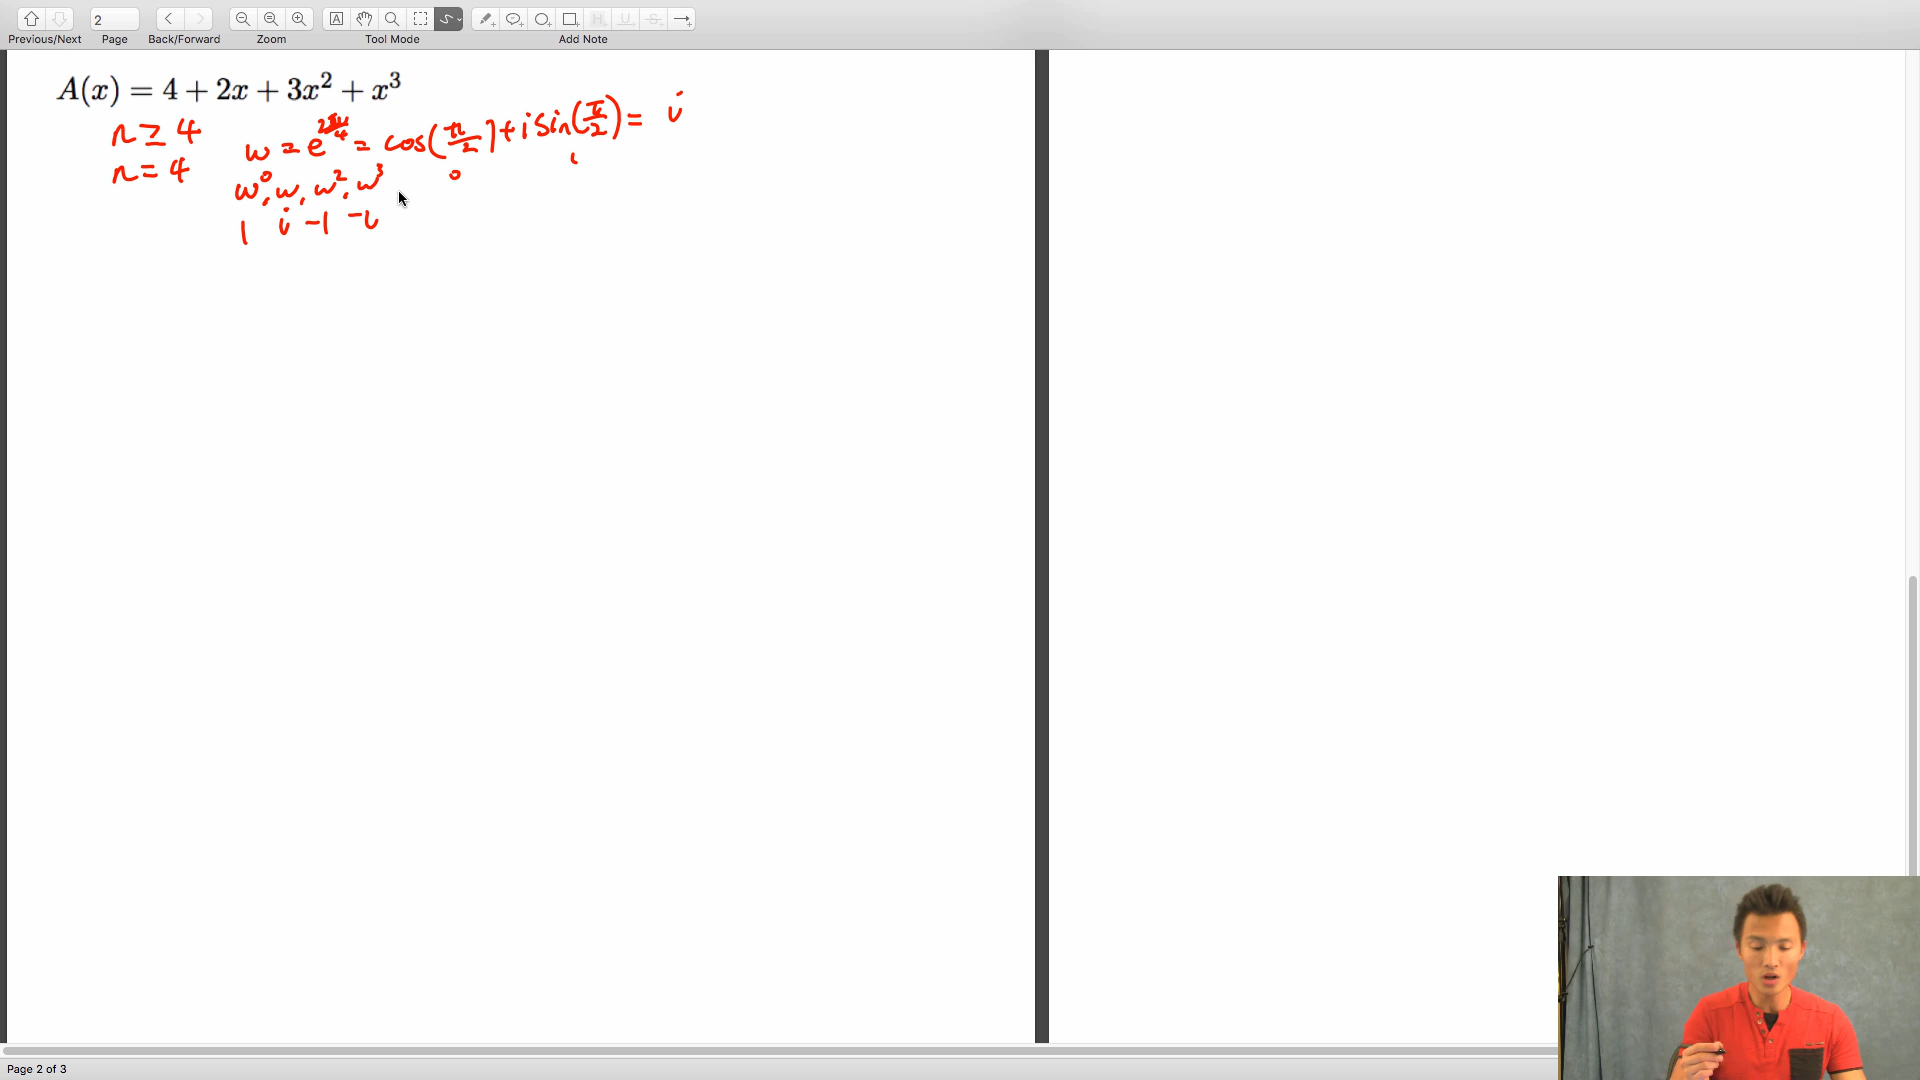 2
Previous/Next Page Back/Forward Zoom Tool Mode Add Note
A(x) = 4 + 2x + 3x² + x³
n ≥ 4
n = 4
w = e^(2πi/4) = cos(π/2) + i sin(π/2) = i
0 1
w⁰, w, w², w³
1 i -1 -i
Page 2 of 3